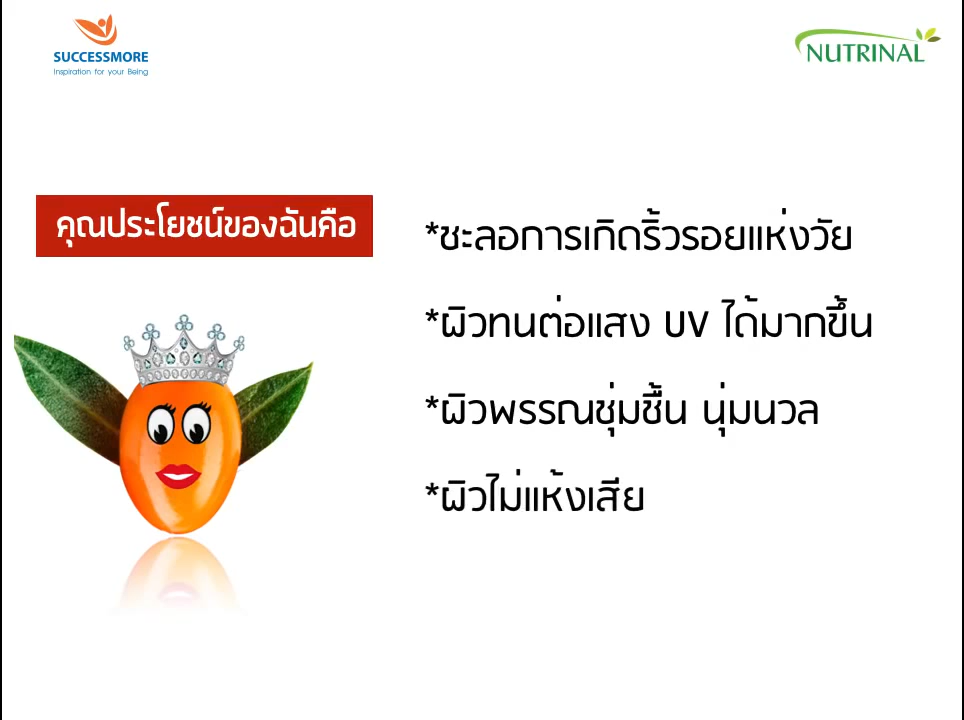 SUCCESSMORE
Inspiration for your Being
NUTRINAL
คุณประโยชน์ของฉันคือ
*ชะลอการเกิดริ้วรอยแห่งวัย
*ผิวทนต่อแสง UV ได้มากขึ้น
*ผิวพรรณชุ่มชื้น นุ่มนวล
*ผิวไม่แห้งเสีย